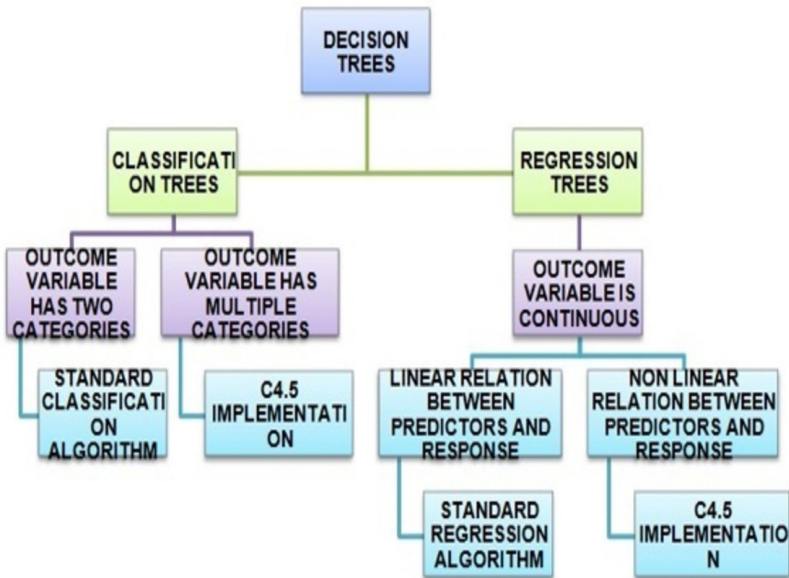 DECISION
TREES
CLASSIFICATI
ON TREES
REGRESSION
TREES
OUTCOME
VARIABLE
HAS TWO
CATEGORIES
OUTCOME
VARIABLE HAS
MULTIPLE
CATEGORIES
OUTCOME
VARIABLE IS
CONTINUOUS
STANDARD
CLASSIFICATI
ON
ALGORITHM
C4.5
IMPLEMENTATI
ON
LINEAR RELATION
BETWEEN
PREDICTORS AND
RESPONSE
NON LINEAR
RELATION BETWEEN
PREDICTORS AND
RESPONSE
STANDARD
REGRESSION
ALGORITHM
C4.5
IMPLEMENTATIO
N